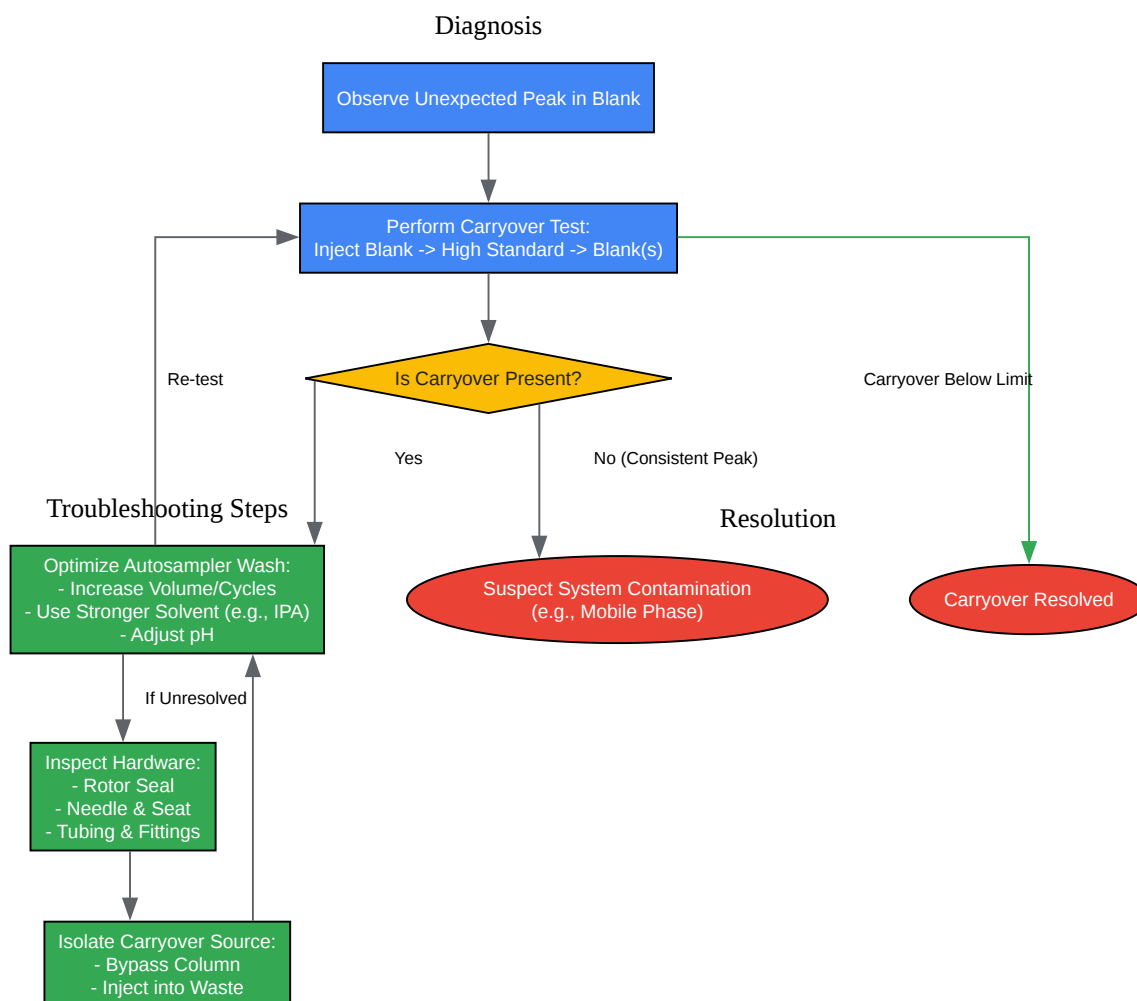 Diagnosis
Observe Unexpected Peak in Blank
Perform Carryover Test:
Inject Blank -> High Standard -> Blank(s)
Re-test
Is Carryover Present?
Carryover Below Limit
Yes
No (Consistent Peak)
Troubleshooting Steps
Resolution
Optimize Autosampler Wash:
- Increase Volume/Cycles
- Use Stronger Solvent (e.g., IPA)
- Adjust pH
Suspect System Contamination
(e.g., Mobile Phase)
Carryover Resolved
If Unresolved
Inspect Hardware:
- Rotor Seal
- Needle & Seat
- Tubing & Fittings
Isolate Carryover Source:
- Bypass Column
- Inject into Waste